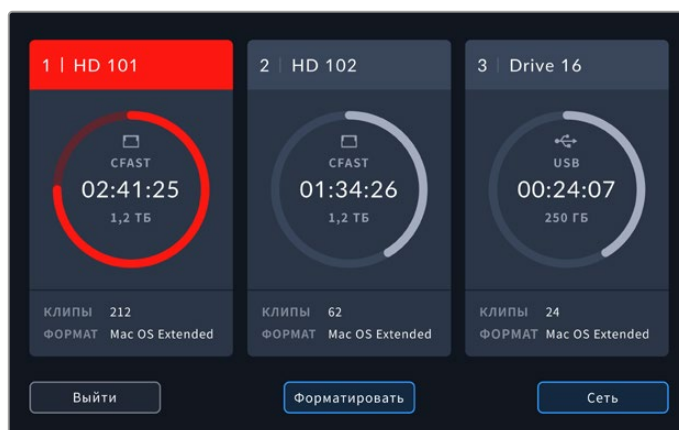 1 | HD 101
CFAST
02:41:25
1,2 ТБ
КЛИПЫ 212
ФОРМАТ Mac OS Extended
2 | HD 102
CFAST
01:34:26
1,2 ТБ
КЛИПЫ 62
ФОРМАТ Mac OS Extended
3 | Drive 16
USB
00:24:07
250 ГБ
КЛИПЫ 24
ФОРМАТ Mac OS Extended
Выйти
Форматировать
Сеть